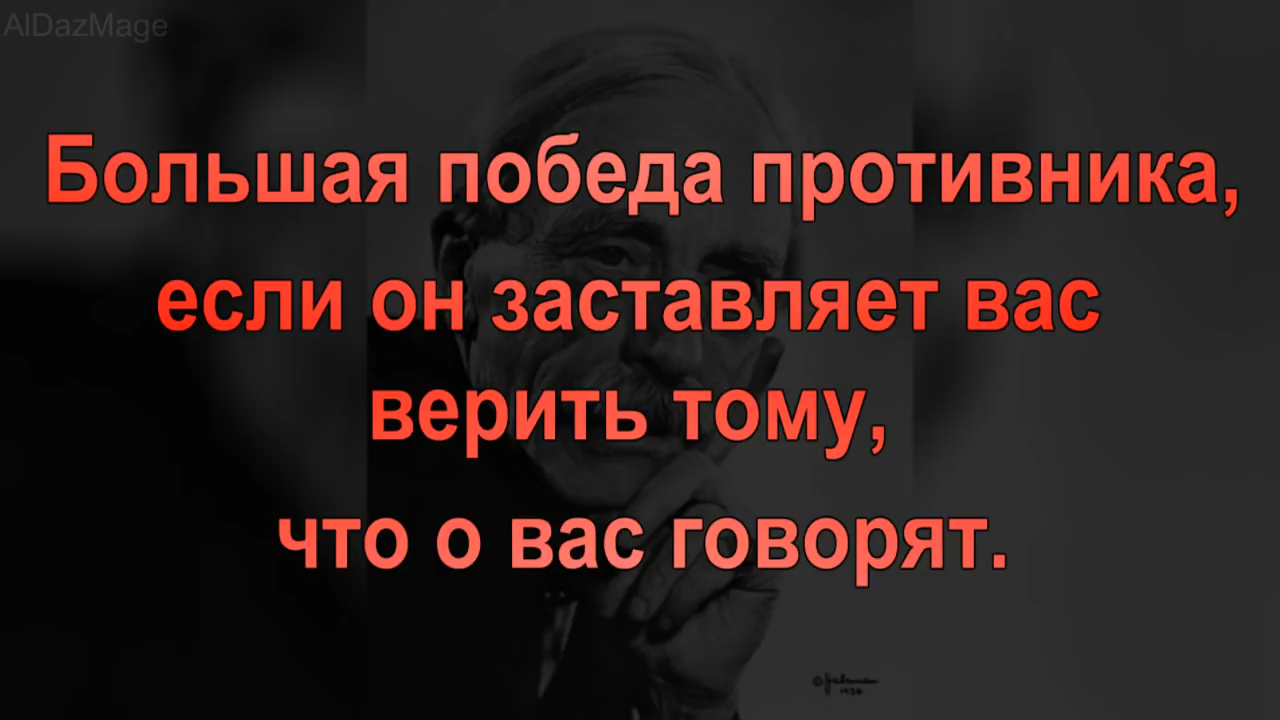 AlDazMage
Большая победа противника,
если он заставляет вас
верить тому,
что о вас говорят.